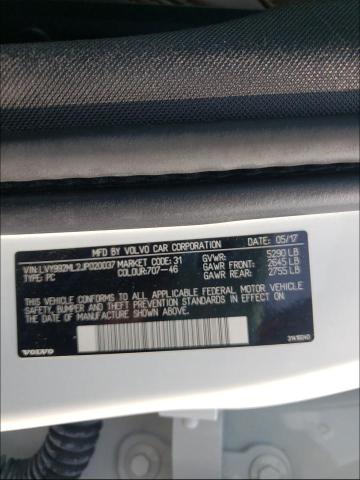 MFD. BY VOLVO CAR CORPORATION DATE: 05/17
VIN:LVY992ML2JP020037 MARKET CODE:31 GVWR: 5290 LB
TYPE: PC COLOUR:707-46 GAWR FRONT: 2645 LB
GAWR REAR: 2755 LB
THIS VEHICLE CONFORMS TO ALL APPLICABLE FEDERAL MOTOR VEHICLE
SAFETY, BUMPER, AND THEFT PREVENTION STANDARDS IN EFFECT ON THE
DATE OF MANUFACTURE SHOWN ABOVE.
VOLVO